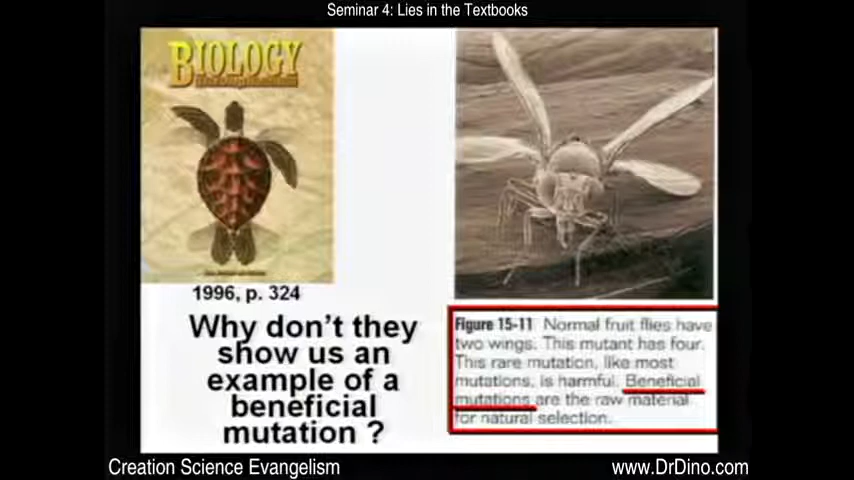 Seminar 4: Lies in the Textbooks
BIOLOGY
1996, p. 324
Why don't they
show us an
example of a
beneficial
mutation ?
Figure 15-11 Normal fruit flies have
two wings. This mutant has four.
This rare mutation, like most
mutations, is harmful. Beneficial
mutations are the raw material
for natural selection.
Creation Science Evangelism
www.DrDino.com